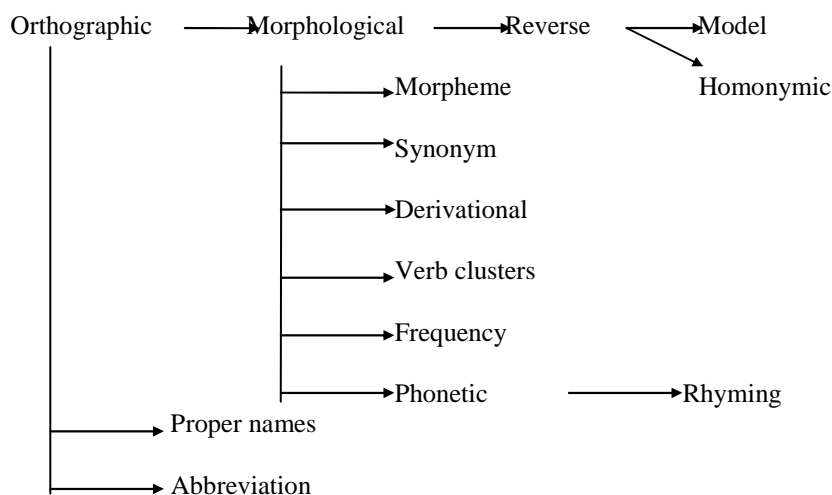 Orthographic Morphological Reverse Model
Morpheme Homonymic
Synonym
Derivational
Verb clusters
Frequency
Phonetic Rhyming
Proper names
Abbreviation